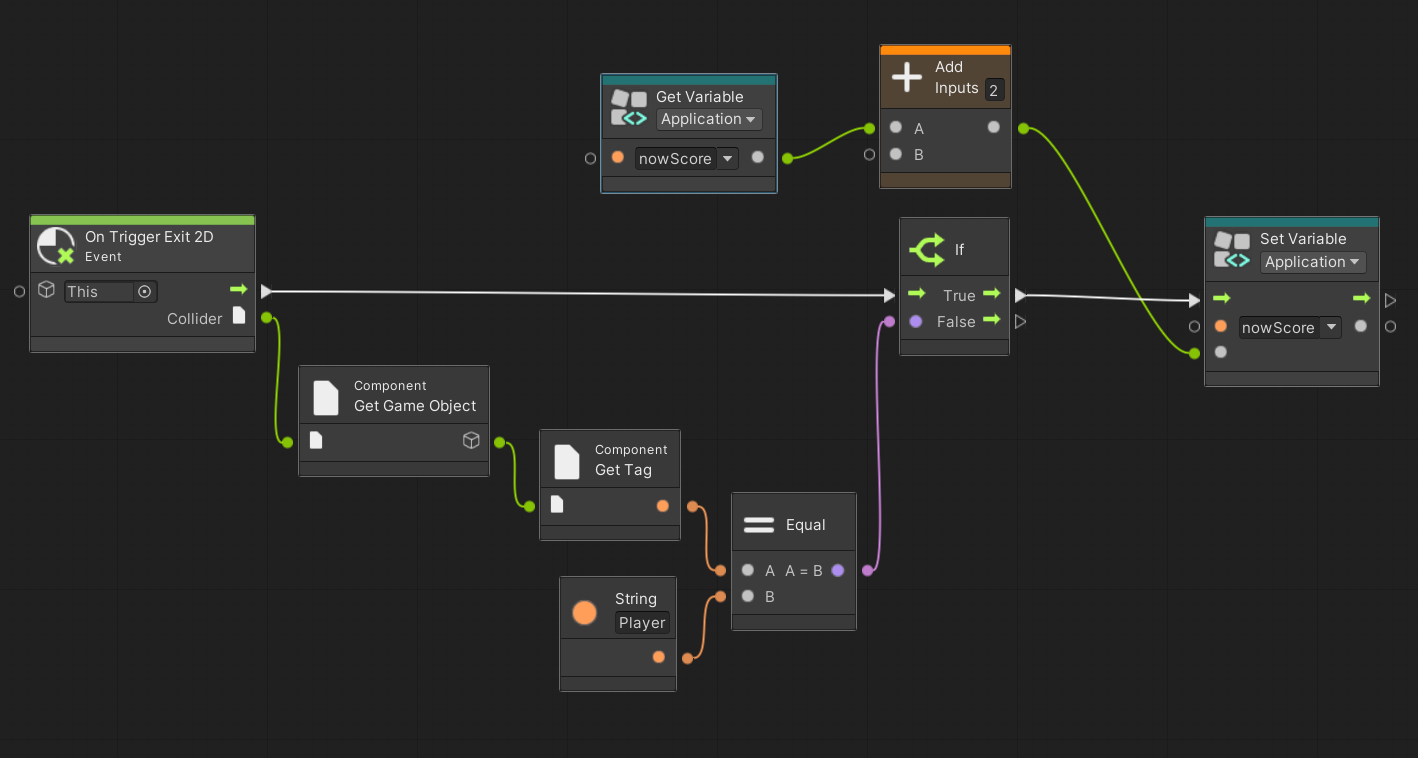 Get Variable
Application
nowScore
Add
Inputs 2
A
B
On Trigger Exit 2D
Event
This
Collider
If
True
False
Set Variable
Application
nowScore
Component
Get Game Object
Component
Get Tag
Equal
A A = B
B
String
Player